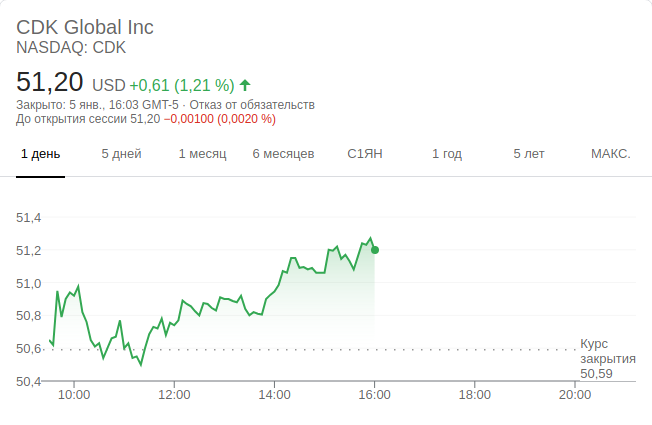 CDK Global Inc
NASDAQ: CDK
51,20 USD +0,61 (1,21 %)
Закрыто: 5 янв., 16:03 GMT-5 · Отказ от обязательств
До открытия сессии 51,20 −0,00100 (0,0020 %)
1 день 5 дней 1 месяц 6 месяцев С1ЯН 1 год 5 лет МАКС.
51,4
51,2
51,0
50,8
50,6
50,4
Курс
закрытия
50,59
10:00 12:00 14:00 16:00 18:00 20:00